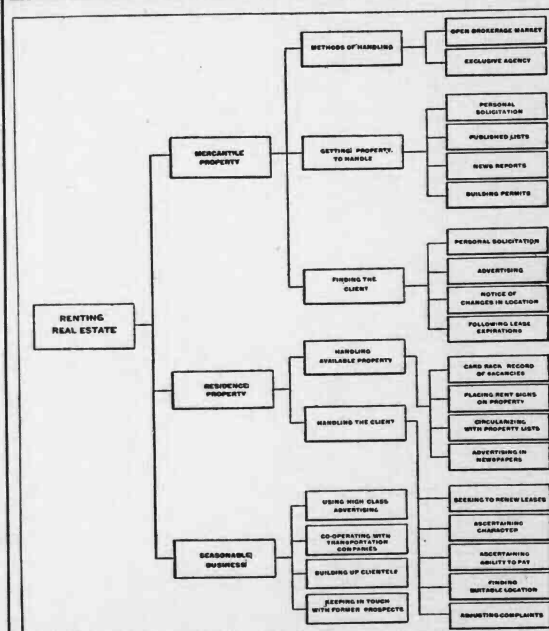 RENTING
REAL ESTATE
MERCANTILE
PROPERTY
METHODS OF HANDLING
OPEN BROKERAGE MARKET
EXCLUSIVE AGENCY
GETTING PROPERTY
TO HANDLE
PERSONAL
SOLICITATION
PUBLISHED LISTS
NEWS REPORTS
BUILDING PERMITS
FINDING THE
CLIENT
PERSONAL SOLICITATION
ADVERTISING
NOTICE OF
CHANGES IN LOCATION
FOLLOWING LEASE
EXPIRATIONS
RESIDENCE
PROPERTY
HANDLING
AVAILABLE PROPERTY
CARD RACK RECORD
OF VACANCIES
PLACING RENT SIGNS
ON PROPERTY
CIRCULARIZING
WITH PROPERTY LISTS
ADVERTISING IN
NEWSPAPERS
HANDLING THE CLIENT
SEEKING TO RENEW LEASES
ASCERTAINING
CHARACTER
ASCERTAINING
ABILITY TO PAY
FINDING
SUITABLE LOCATION
ADJUSTING COMPLAINTS
SEASONABLE
BUSINESS
USING HIGH CLASS
ADVERTISING
CO-OPERATING WITH
TRANSPORTATION
COMPANIES
BUILDING UP CLIENTELE
KEEPING IN TOUCH
WITH FORMER PROSPECTS